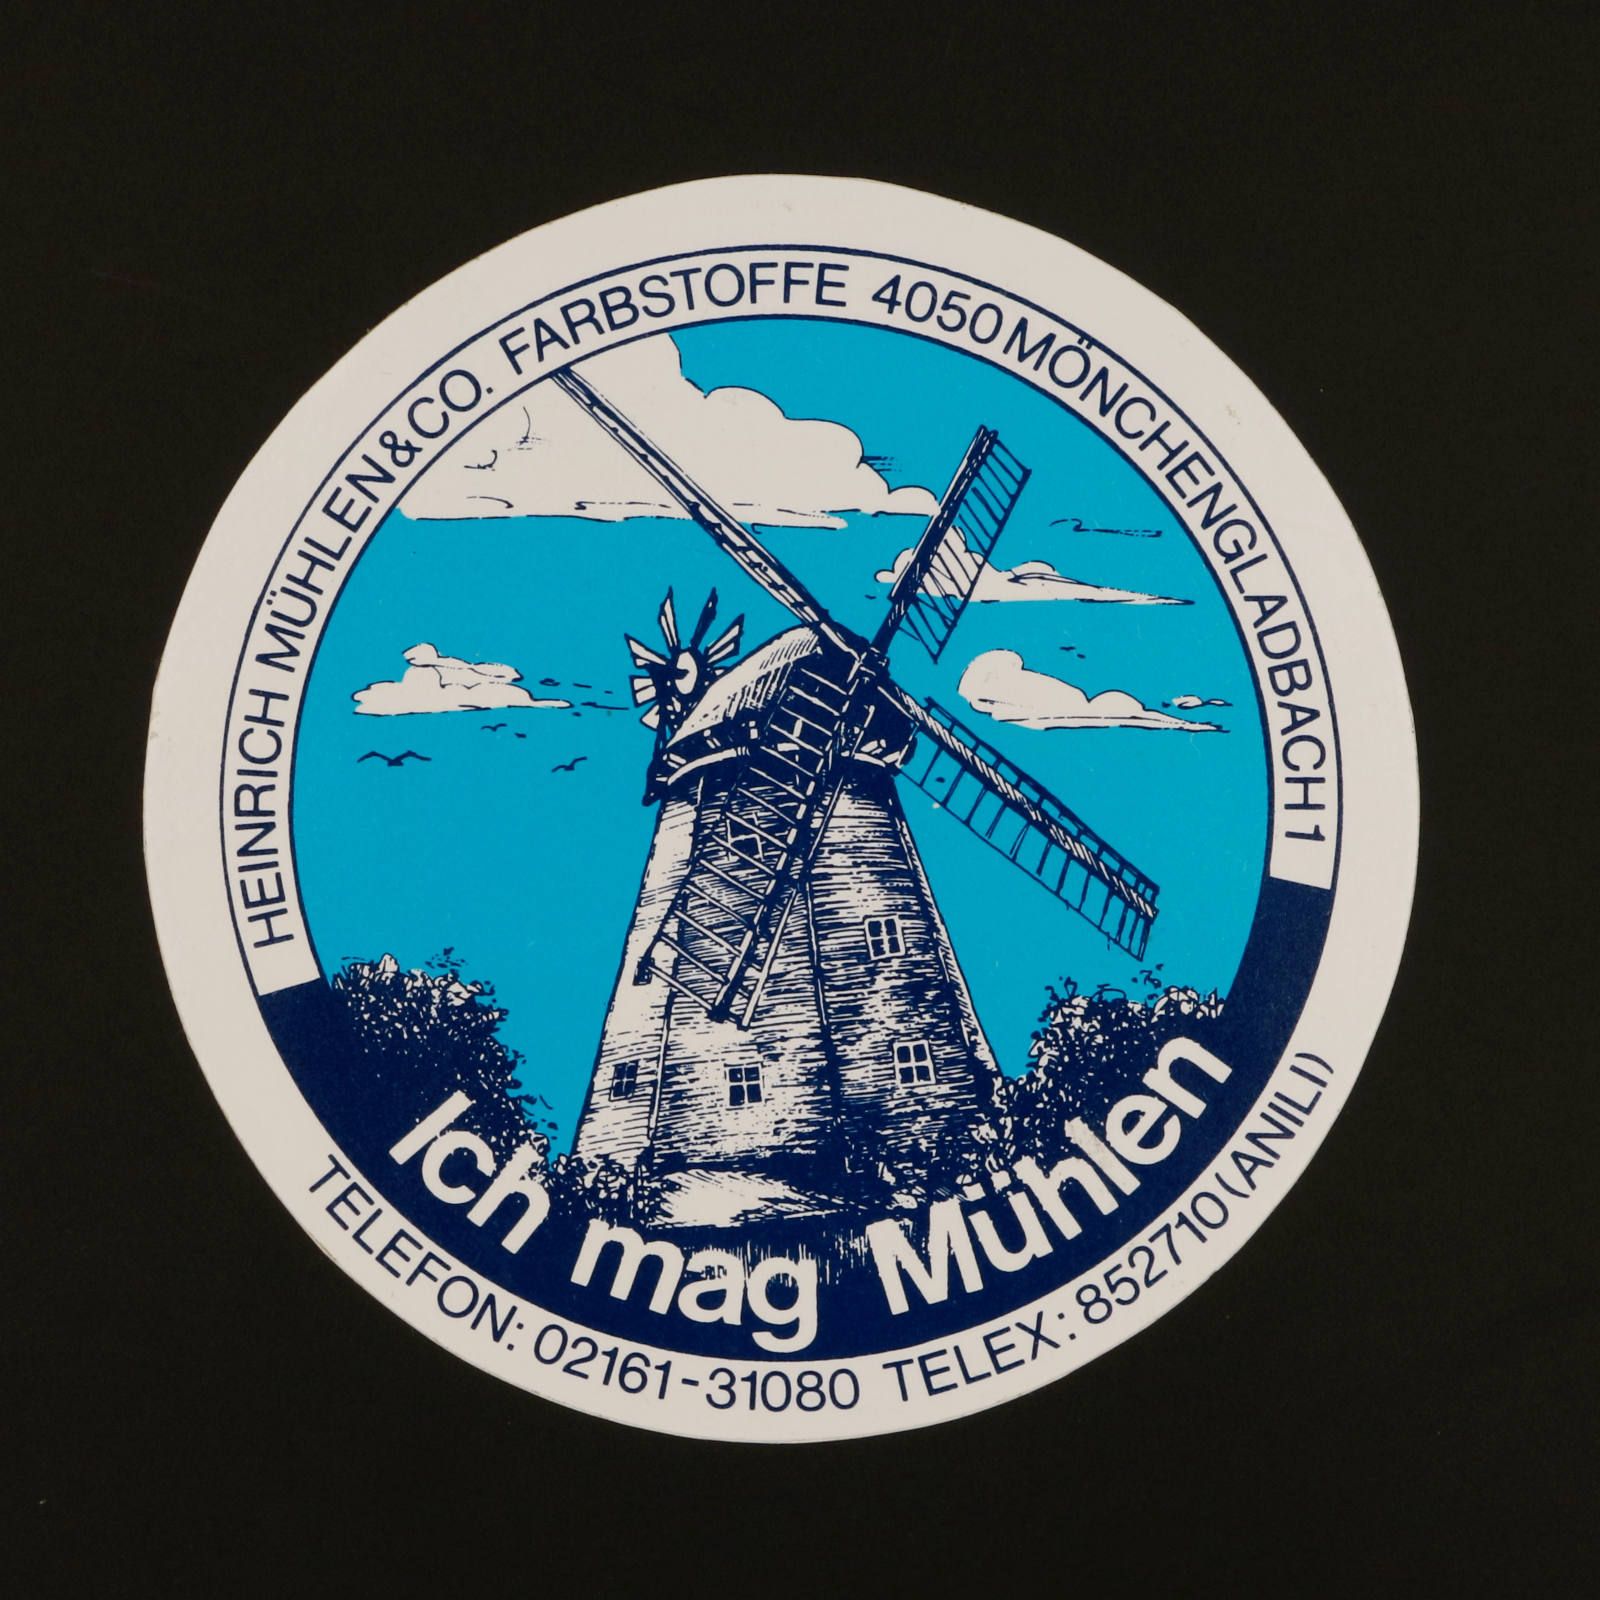 HEINRICH MÜHLEN & CO. FARBSTOFFE 4050 MÖNCHENGLADBACH 1
Ich mag Mühlen
TELEFON: 02161-31080 TELEX: 852710 (ANILI)